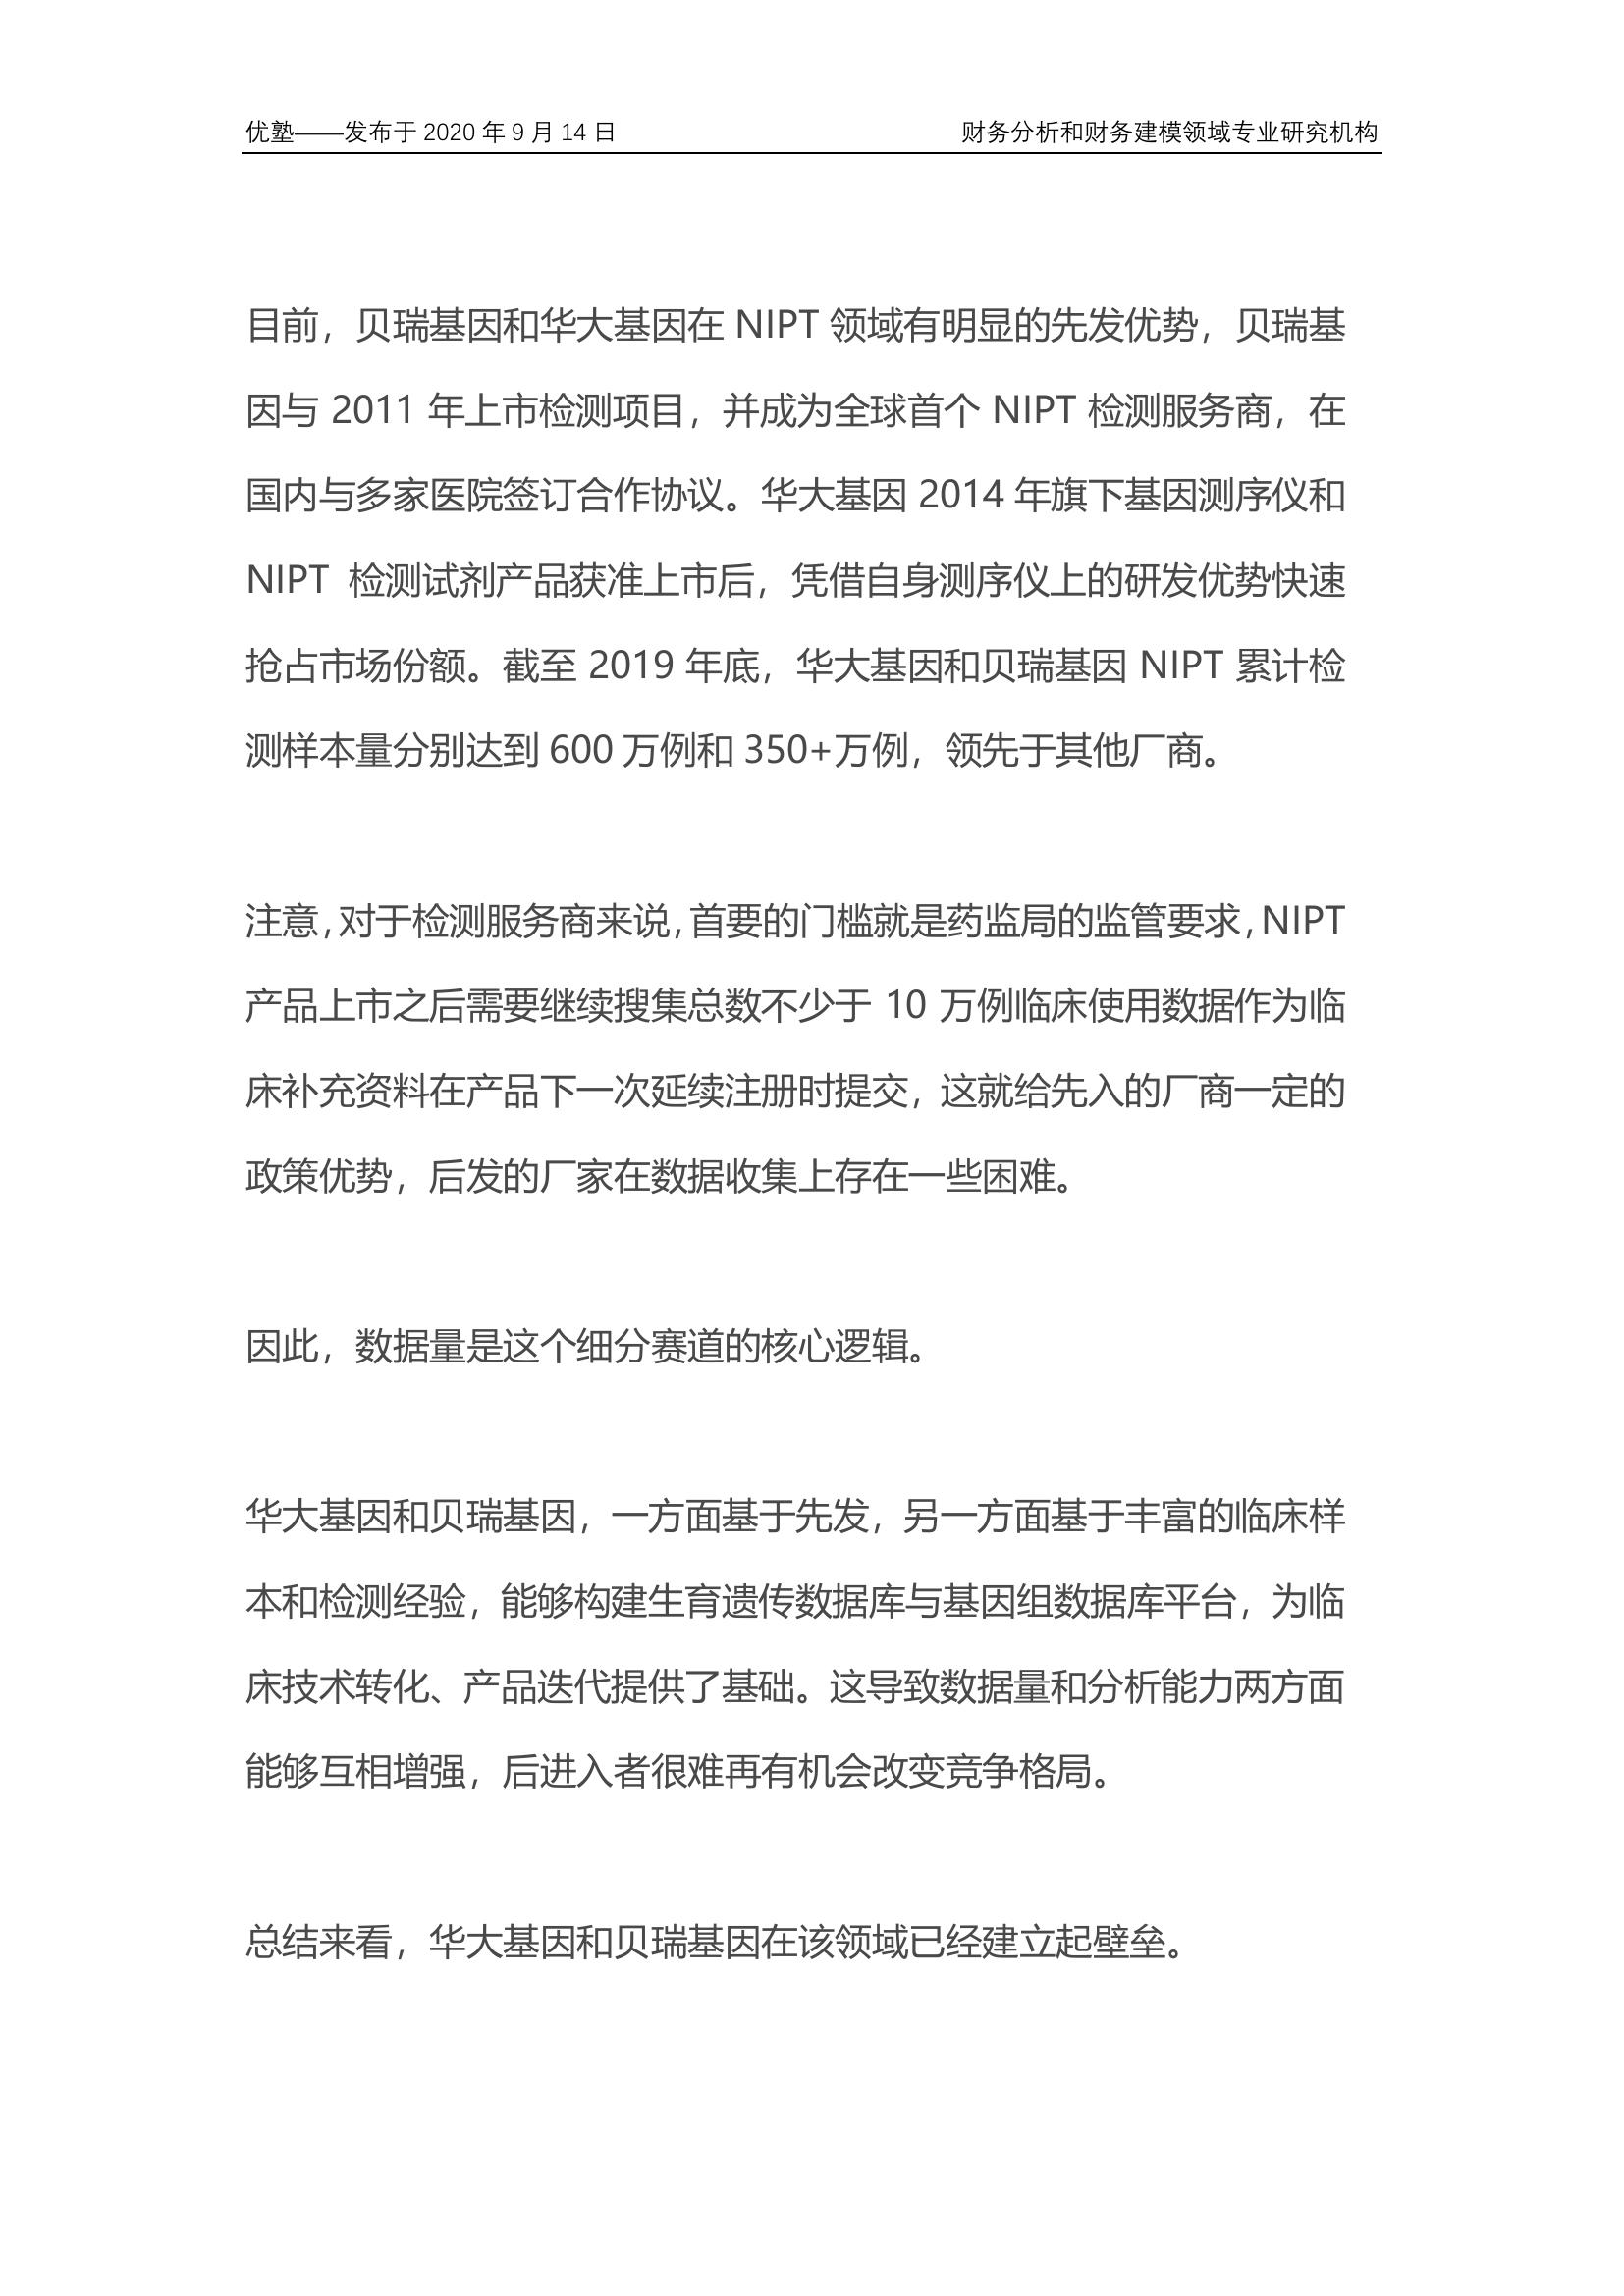 优塾——发布于 2020 年 9 月 14 日 财务分析和财务建模领域专业研究机构
目前，贝瑞基因和华大基因在 NIPT 领域有明显的先发优势，贝瑞基
因与 2011 年上市检测项目，并成为全球首个 NIPT 检测服务商，在
国内与多家医院签订合作协议。华大基因 2014 年旗下基因测序仪和
NIPT 检测试剂产品获准上市后，凭借自身测序仪上的研发优势快速
抢占市场份额。截至 2019 年底，华大基因和贝瑞基因 NIPT 累计检
测样本量分别达到 600 万例和 350+万例，领先于其他厂商。
注意，对于检测服务商来说，首要的门槛就是药监局的监管要求，NIPT
产品上市之后需要继续搜集总数不少于 10 万例临床使用数据作为临
床补充资料在产品下一次延续注册时提交，这就给先入的厂商一定的
政策优势，后发的厂家在数据收集上存在一些困难。
因此，数据量是这个细分赛道的核心逻辑。
华大基因和贝瑞基因，一方面基于先发，另一方面基于丰富的临床样
本和检测经验，能够构建生育遗传数据库与基因组数据库平台，为临
床技术转化、产品迭代提供了基础。这导致数据量和分析能力两方面
能够互相增强，后进入者很难再有机会改变竞争格局。
总结来看，华大基因和贝瑞基因在该领域已经建立起壁垒。